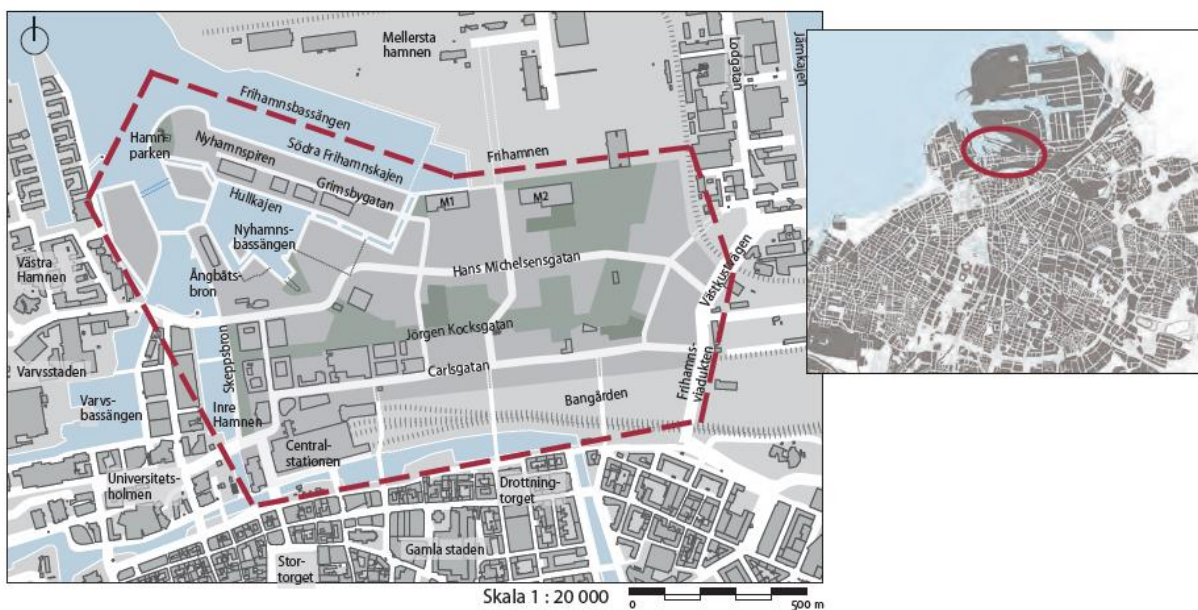 Mellersta
hamnen
Lodgatan
Järnkajen
Frihamnsbassängen
Hamn-
parken
Nyhamnspiren
Södra Frihamnskajen
Frihamnen
Grimsbygatan
M1
M2
Hullkajen
Nyhamns-
bassängen
Västra
Hamnen
Ångbåts-
bron
Hans Michelsensgatan
Västkustvägen
Jörgen Kocksgatan
Skeppsbron
Carlsgatan
Varvsstaden
Frihamns-
viadukten
Bangården
Varvs-
bassängen
Inre
Hamnen
Central-
stationen
Universitets-
holmen
Drottning-
torget
Gamla staden
Stor-
torget
Skala 1 : 20 000
0
500 m